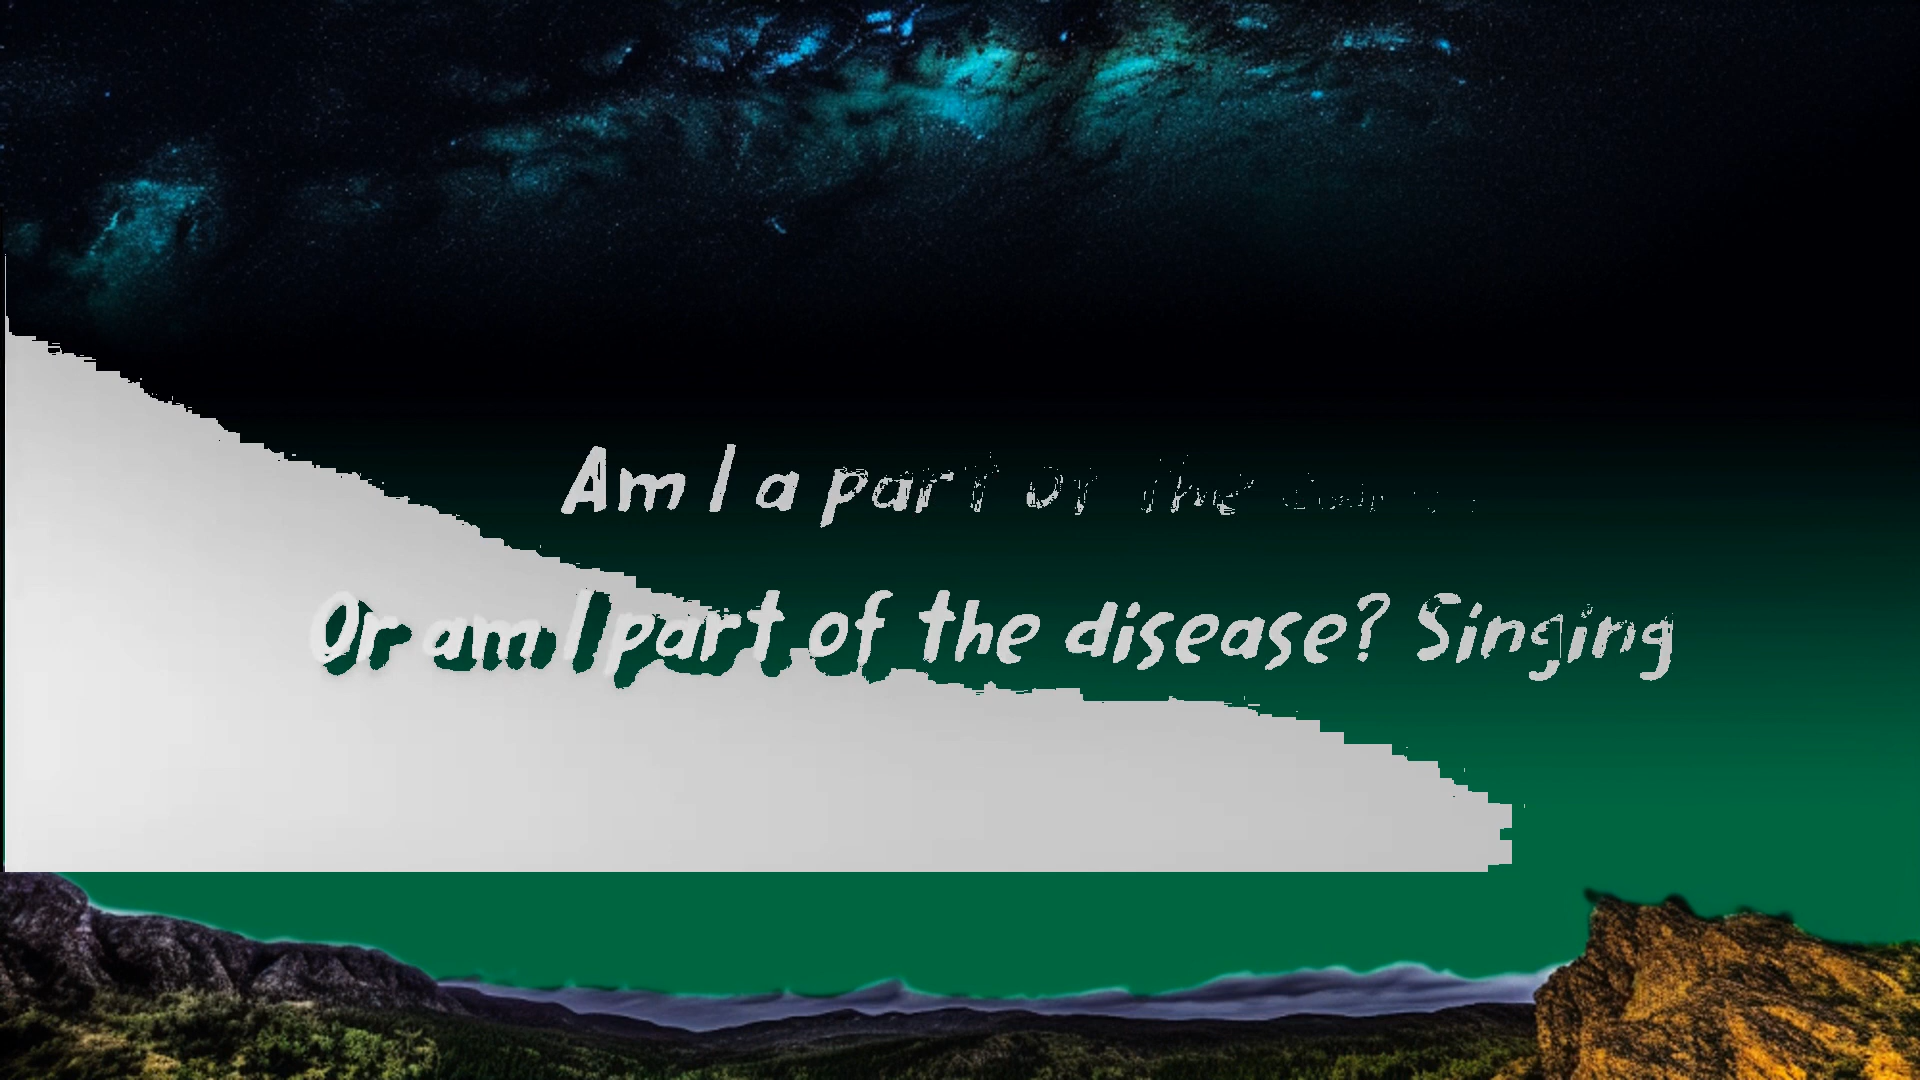 Am I a part of the
Or am I part of the disease? Singing